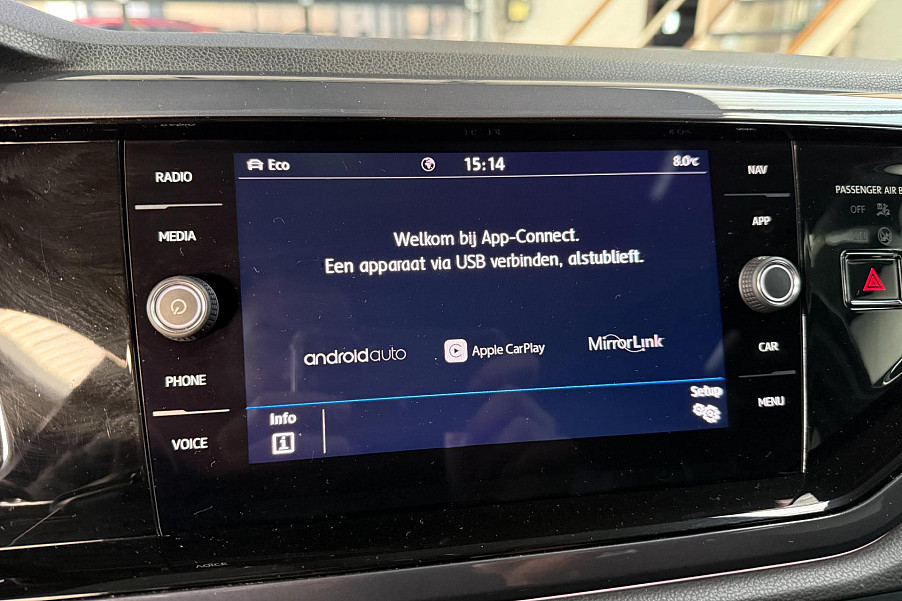 RADIO
MEDIA
PHONE
VOICE
Eco
15:14
8.0°C
Welkom bij App-Connect.
Een apparaat via USB verbinden, alstublieft.
androidauto
Apple CarPlay
MirrorLink
Info
i
Setup
NAV
APP
CAR
MENU
PASSENGER AIR B
OFF